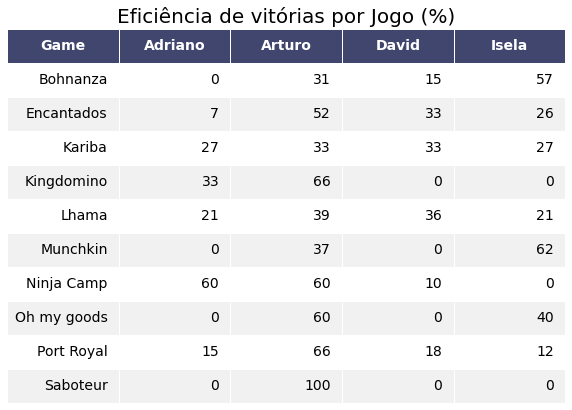 Eficiência de vitórias por Jogo (%)
Game Adriano Arturo David Isela
Bohnanza 0 31 15 57
Encantados 7 52 33 26
Kariba 27 33 33 27
Kingdomino 33 66 0 0
Lhama 21 39 36 21
Munchkin 0 37 0 62
Ninja Camp 60 60 10 0
Oh my goods 0 60 0 40
Port Royal 15 66 18 12
Saboteur 0 100 0 0